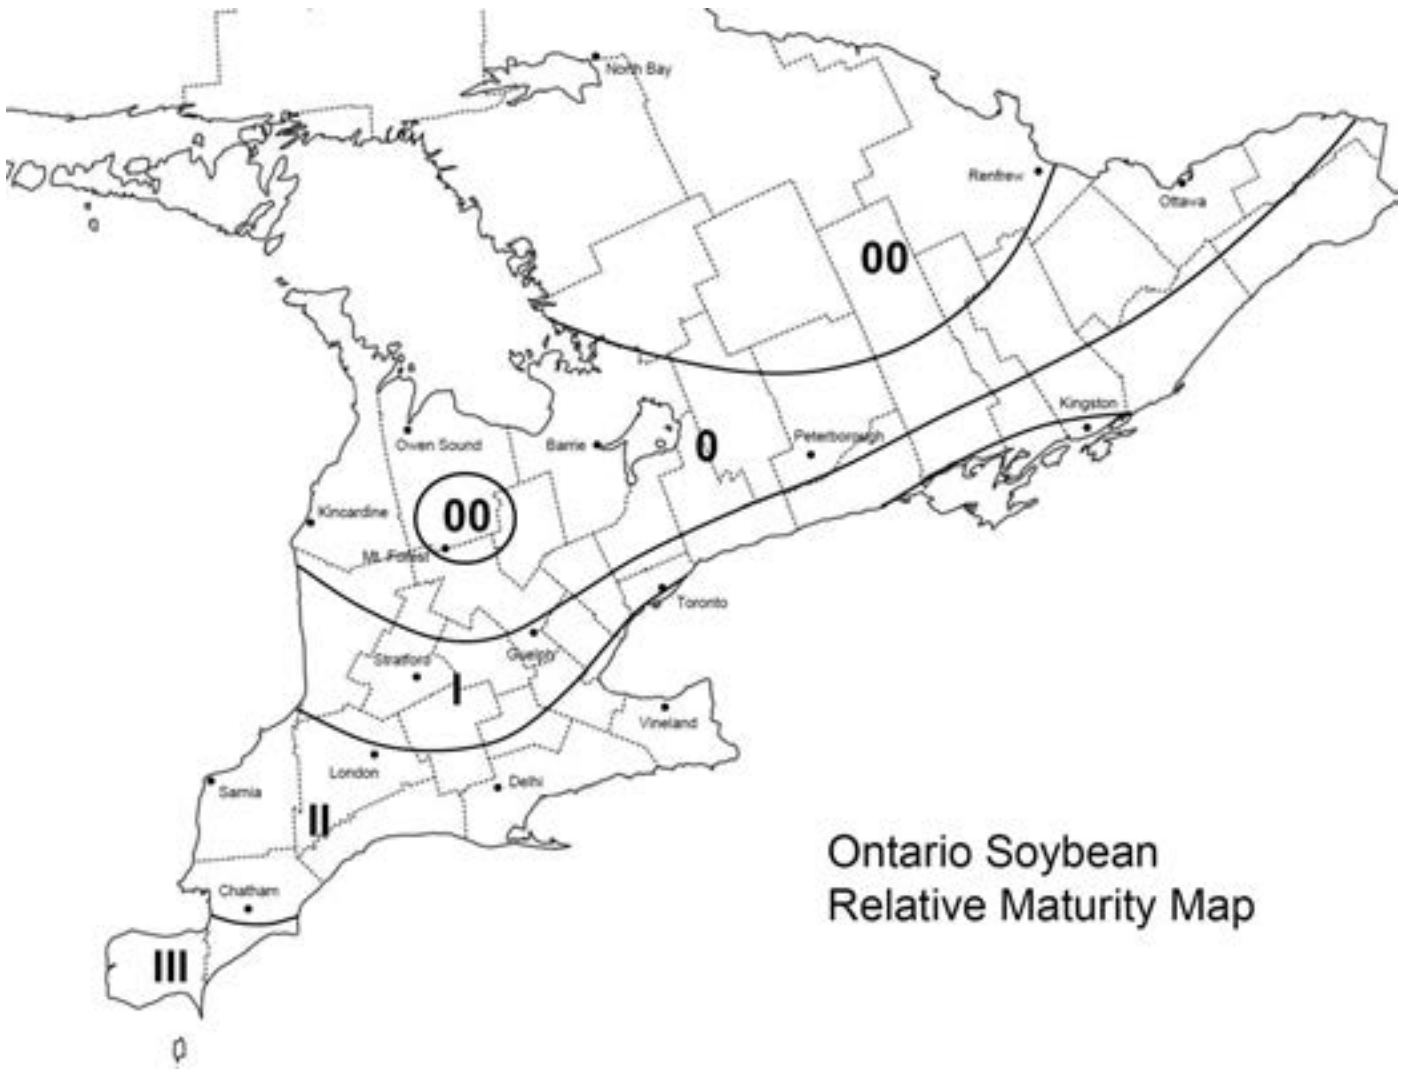 North Bay
Renfrew
Ottawa
00
Kingston
Owen Sound
Barrie
0
Peterborough
Kincardine
00
Mt. Forest
Toronto
Guelph
Stratford
I
Vineland
London
Delhi
Sarnia
II
Ontario Soybean
Relative Maturity Map
Chatham
III